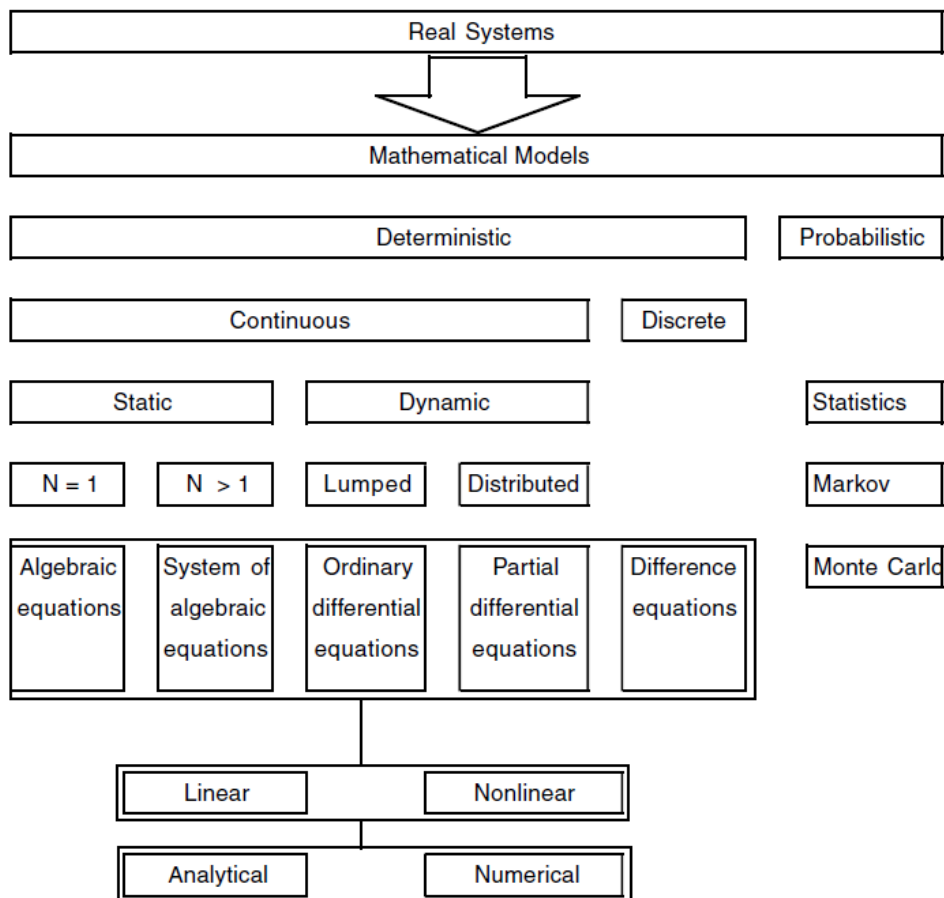 Real Systems
Mathematical Models
Deterministic
Probabilistic
Continuous
Discrete
Static
Dynamic
Statistics
N = 1
N > 1
Lumped
Distributed
Markov
Algebraic
equations
System of
algebraic
equations
Ordinary
differential
equations
Partial
differential
equations
Difference
equations
Monte Carlo
Linear
Nonlinear
Analytical
Numerical